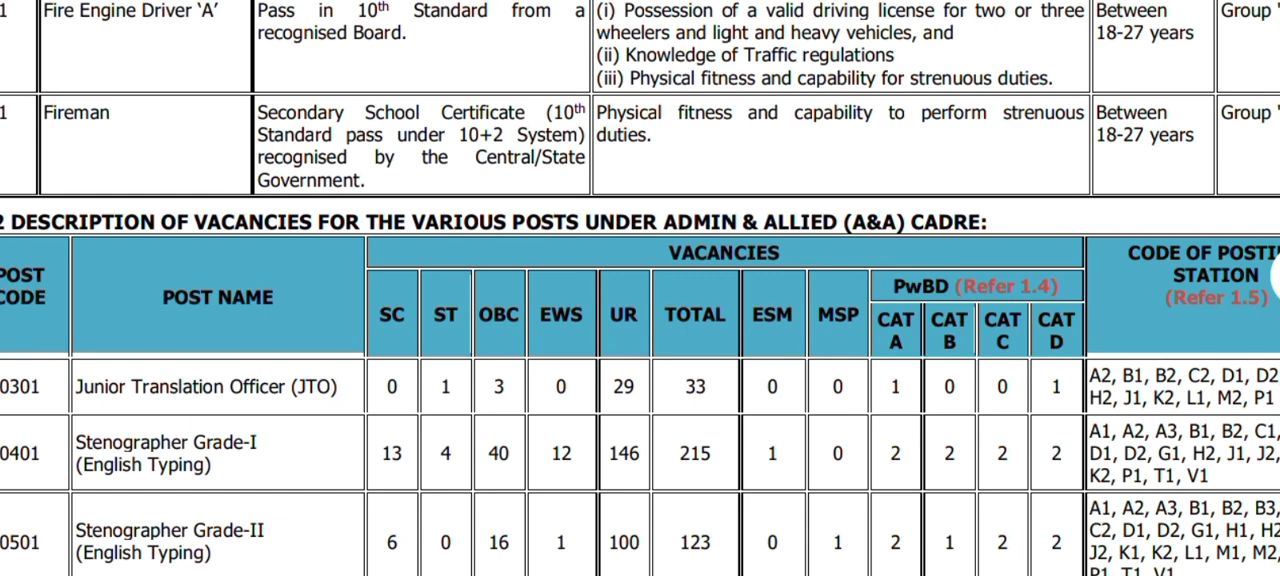 1 Fire Engine Driver ‘A’ Pass in 10th Standard from a (i) Possession of a valid driving license for two or three Between Group '
recognised Board. wheelers and light and heavy vehicles, and 18-27 years
(ii) Knowledge of Traffic regulations
(iii) Physical fitness and capability for strenuous duties.
1 Fireman Secondary School Certificate (10th Physical fitness and capability to perform strenuous Between Group '
Standard pass under 10+2 System) duties. 18-27 years
recognised by the Central/State
Government.
2 DESCRIPTION OF VACANCIES FOR THE VARIOUS POSTS UNDER ADMIN & ALLIED (A&A) CADRE:
POST CODE POST NAME VACANCIES CODE OF POSTI
STATION
(Refer 1.5)
SC ST OBC EWS UR TOTAL ESM MSP PwBD (Refer 1.4)
CAT A CAT B CAT C CAT D
0301 Junior Translation Officer (JTO) 0 1 3 0 29 33 0 0 1 0 0 1 A2, B1, B2, C2, D1, D2
H2, J1, K2, L1, M2, P1
0401 Stenographer Grade-I (English Typing) 13 4 40 12 146 215 1 0 2 2 2 2 A1, A2, A3, B1, B2, C1,
D1, D2, G1, H2, J1, J2,
K2, P1, T1, V1
0501 Stenographer Grade-II (English Typing) 6 0 16 1 100 123 0 1 2 1 2 2 A1, A2, A3, B1, B2, B3,
C2, D1, D2, G1, H1, H2
J2, K1, K2, L1, M1, M2,
P1, T1, V1